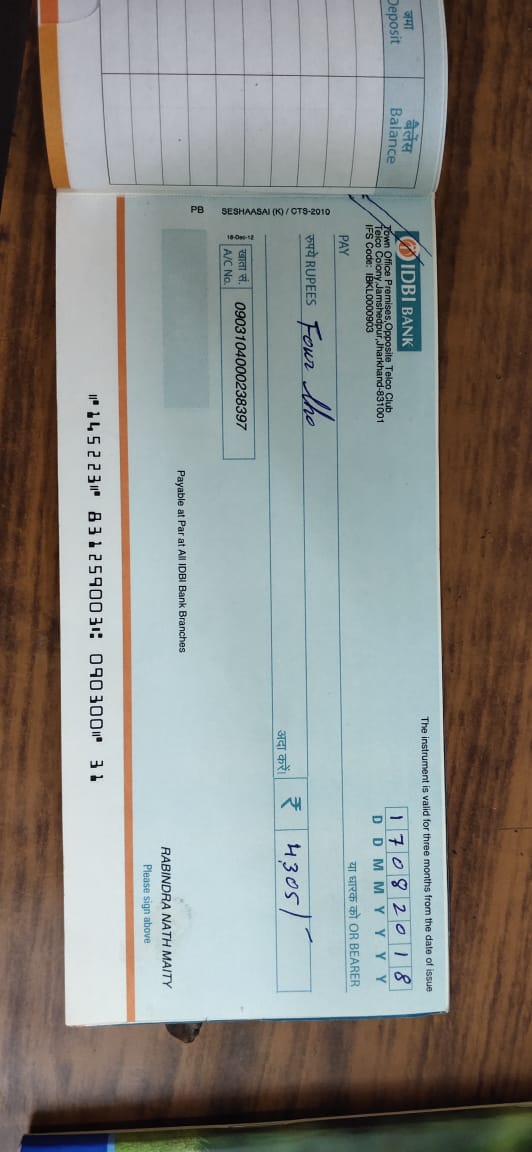 जमा
Deposit
बैलेंस
Balance
IDBI BANK
Town Office Premises,Opposite Telco Club
Telco Coony,Jamshedpur,Jharkhand-831001
IFS Code: IBKL0000903
The instrument is valid for three months from the date of issue
1 7 0 8 2 0 1 8
D D M M Y Y Y Y
PAY
या धारक को OR BEARER
रुपये RUPEES Four tho
अदा करें। ₹ 4305/-
18-Dec-12
खाता सं.
A/C No. 0903104000238397
SESHAASAI (K) / CTS-2010
PB
Payable at Par at All IDBI Bank Branches
RABINDRA NATH MAITY
Please sign above
⑈145223⑈ 831259003⑆ 090300⑈ 31